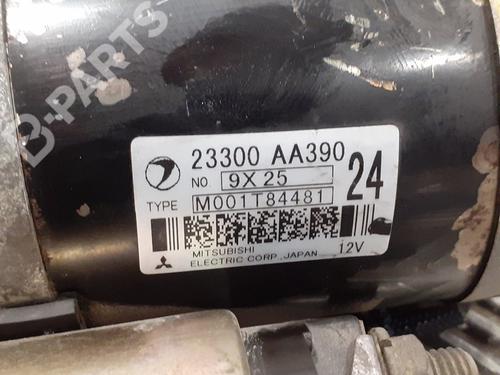 B-PARTS
23300 AA390
NO. 9X25
24
TYPE M001T84481
MITSUBISHI
ELECTRIC CORP. JAPAN
12V